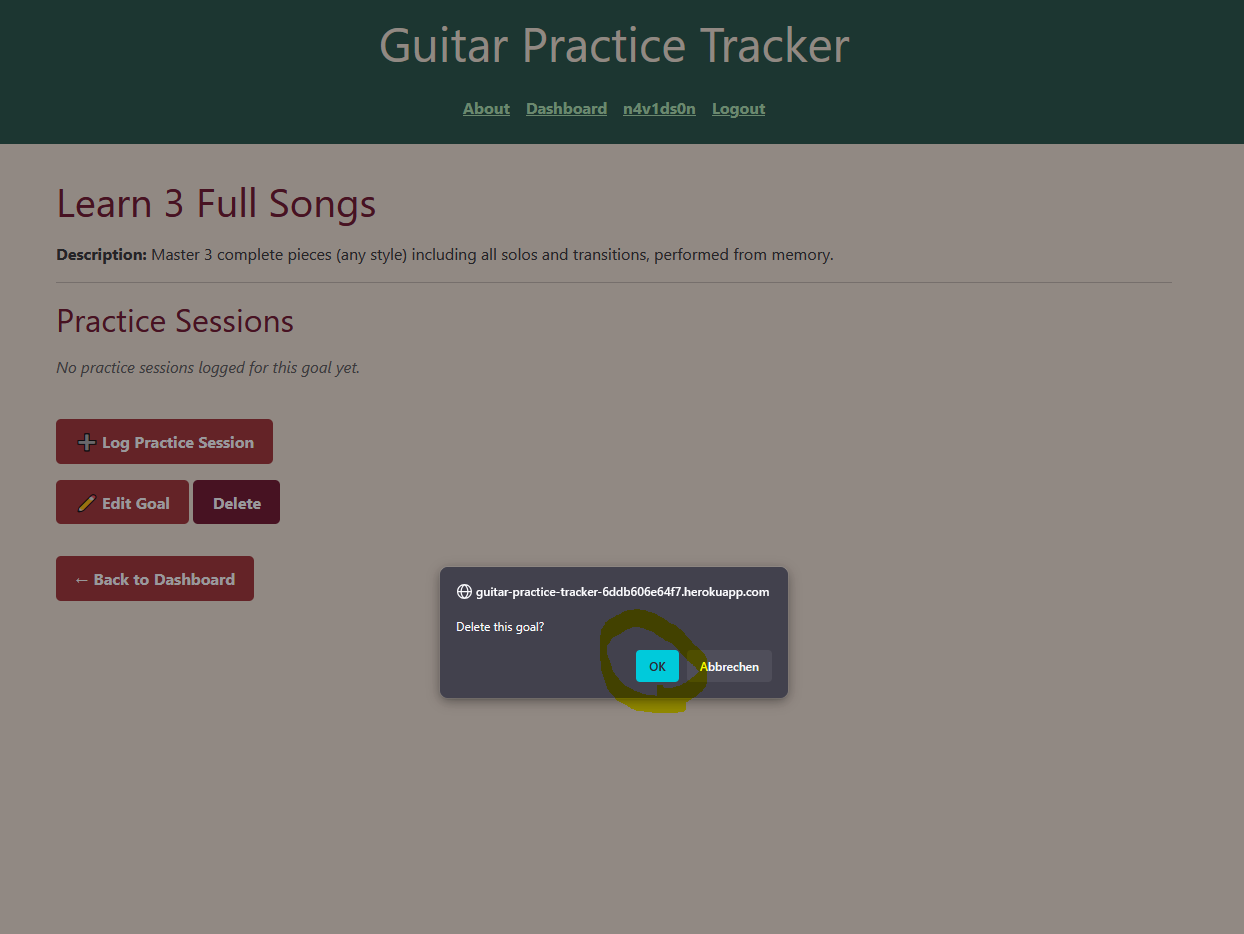 Guitar Practice Tracker
About Dashboard n4v1ds0n Logout
Learn 3 Full Songs
Description: Master 3 complete pieces (any style) including all solos and transitions, performed from memory.
Practice Sessions
No practice sessions logged for this goal yet.
➕ Log Practice Session
✏️ Edit Goal Delete
← Back to Dashboard
guitar-practice-tracker-6ddb606e64f7.herokuapp.com
Delete this goal?
OK Abbrechen